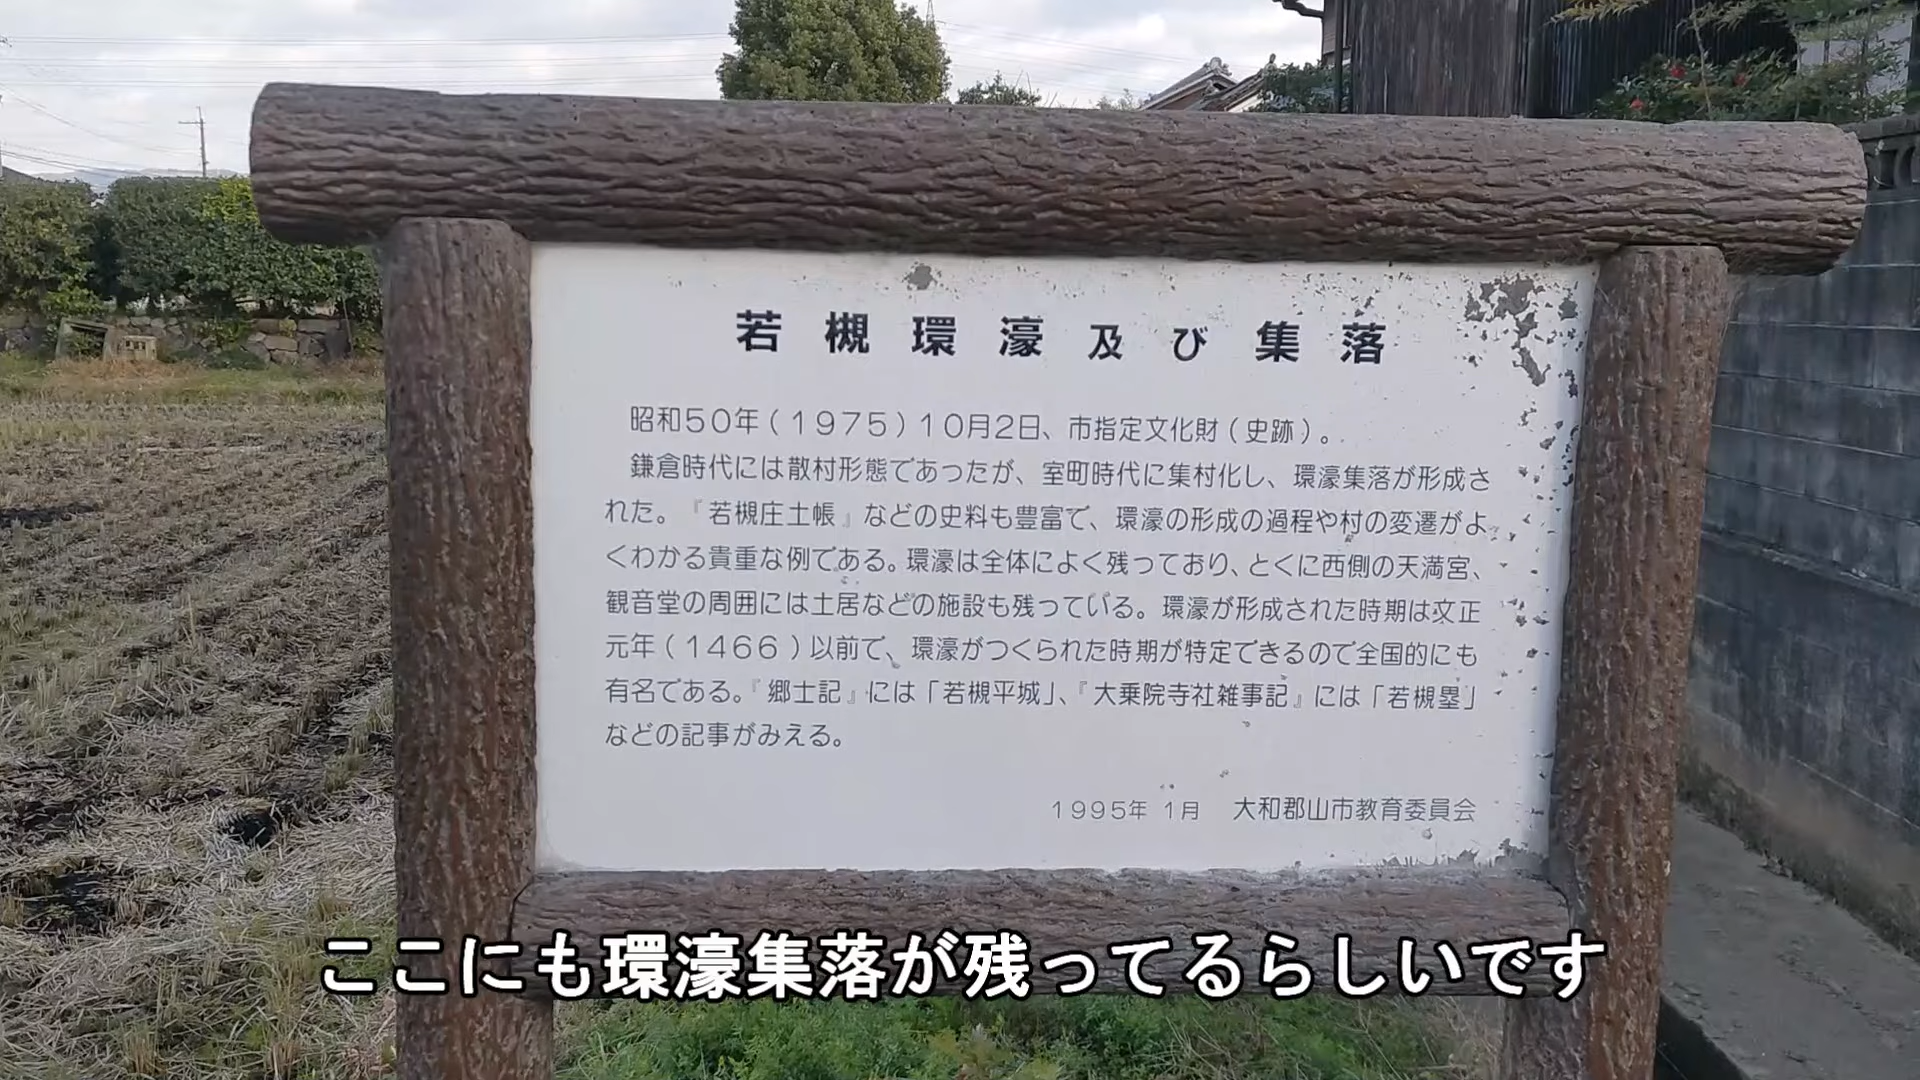 若槻環濠及び集落
昭和50年(1975)10月2日、市指定文化財(史跡)。
鎌倉時代には散村形態であったが、室町時代に集村化し、環濠集落が形成さ
れた。『若槻庄土帳』などの史料も豊富で、環濠の形成の過程や村の変遷がよ
くわかる貴重な例である。環濠は全体によく残っており、とくに西側の天満宮、
観音堂の周囲には土居などの施設も残っている。環濠が形成された時期は文正
元年(1466)以前で、環濠がつくられた時期が特定できるので全国的にも
有名である。『郷士記』には「若槻平城」、『大乗院寺社雑事記』には「若槻塁」
などの記事がみえる。
1995年 1月 大和郡山市教育委員会
ここにも環濠集落が残ってるらしいです